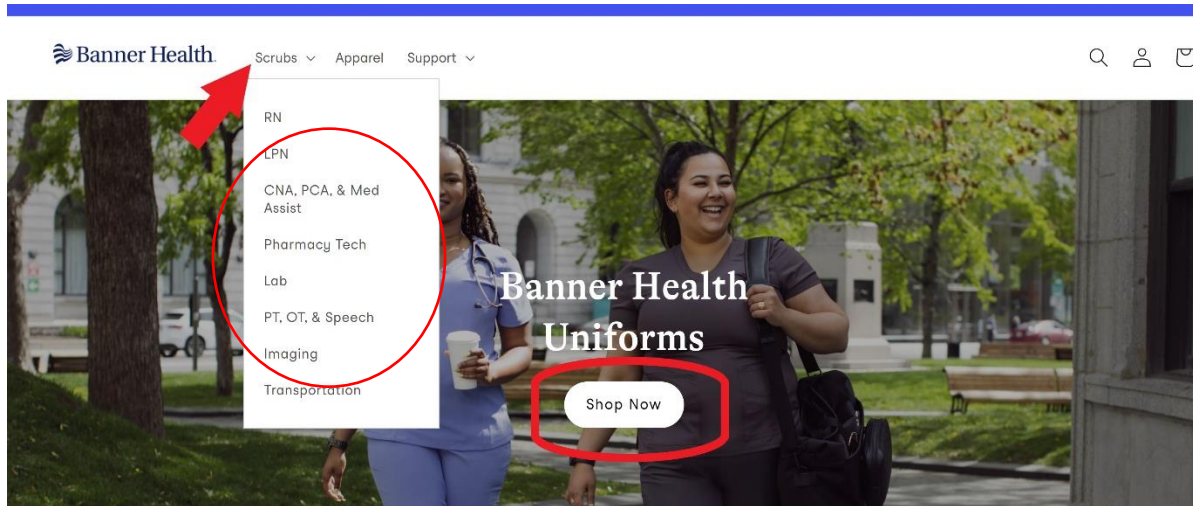 Banner Health.
Scrubs
Apparel
Support
RN
LPN
CNA, PCA, & Med
Assist
Pharmacy Tech
Lab
PT, OT, & Speech
Imaging
Transportation
Banner Health
Uniforms
Shop Now